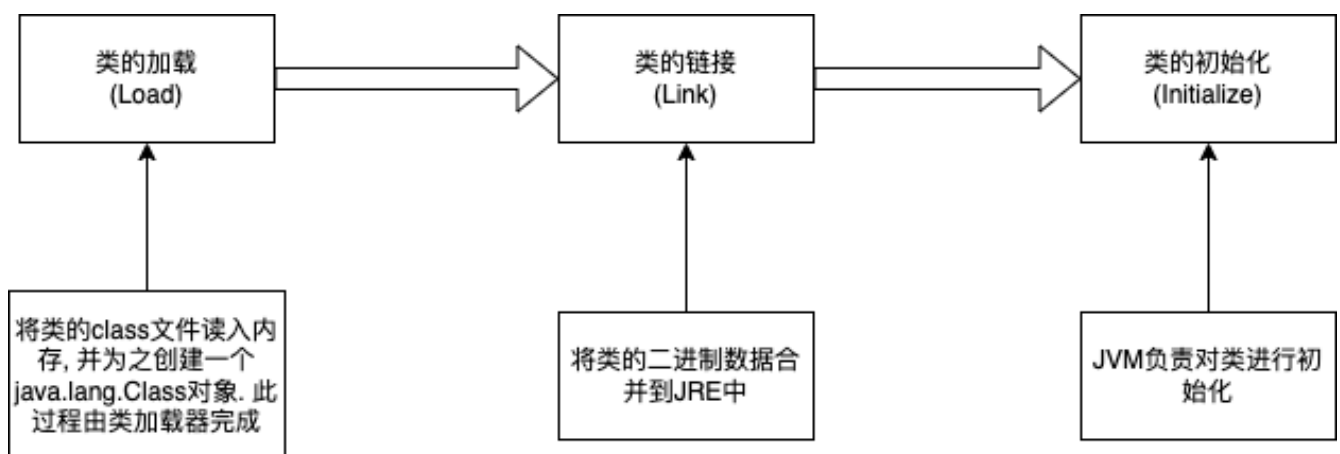 类的加载
(Load)
类的链接
(Link)
类的初始化
(Initialize)
将类的class文件读入内
存, 并为之创建一个
java.lang.Class对象. 此
过程由类加载器完成
将类的二进制数据合
并到JRE中
JVM负责对类进行初
始化